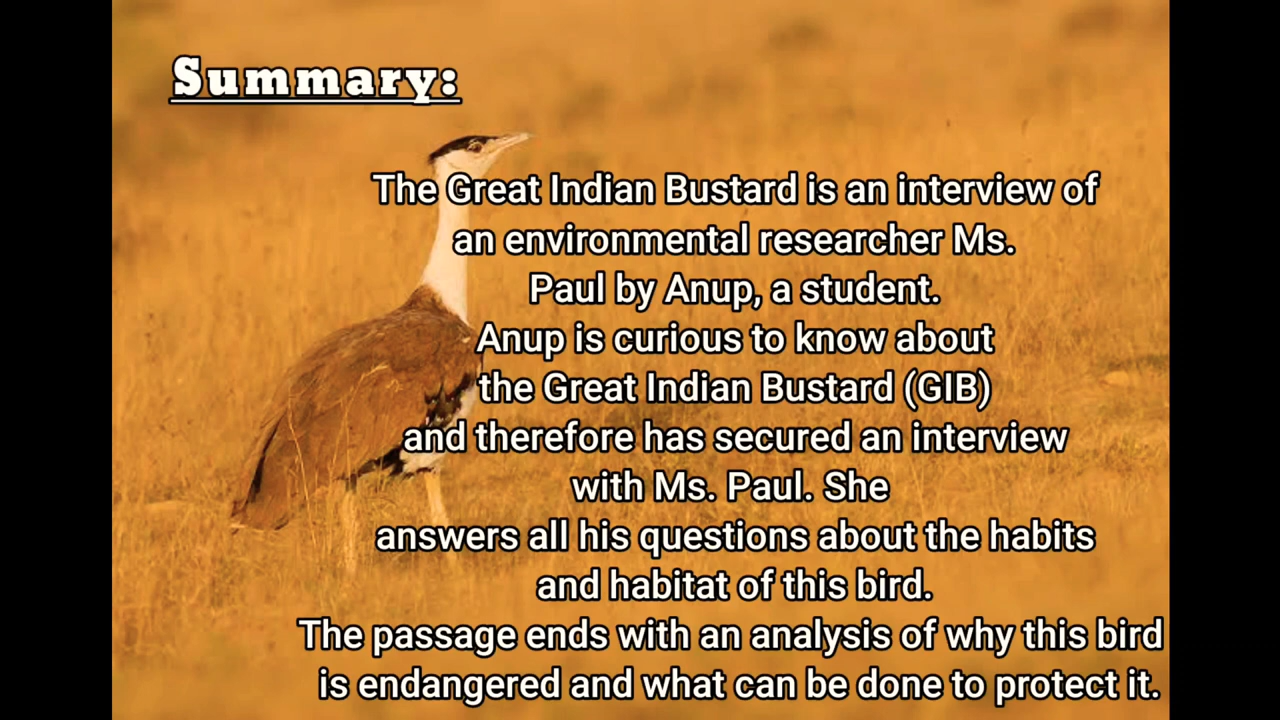 Summary:
The Great Indian Bustard is an interview of
an environmental researcher Ms.
Paul by Anup, a student.
Anup is curious to know about
the Great Indian Bustard (GIB)
and therefore has secured an interview
with Ms. Paul. She
answers all his questions about the habits
and habitat of this bird.
The passage ends with an analysis of why this bird
is endangered and what can be done to protect it.